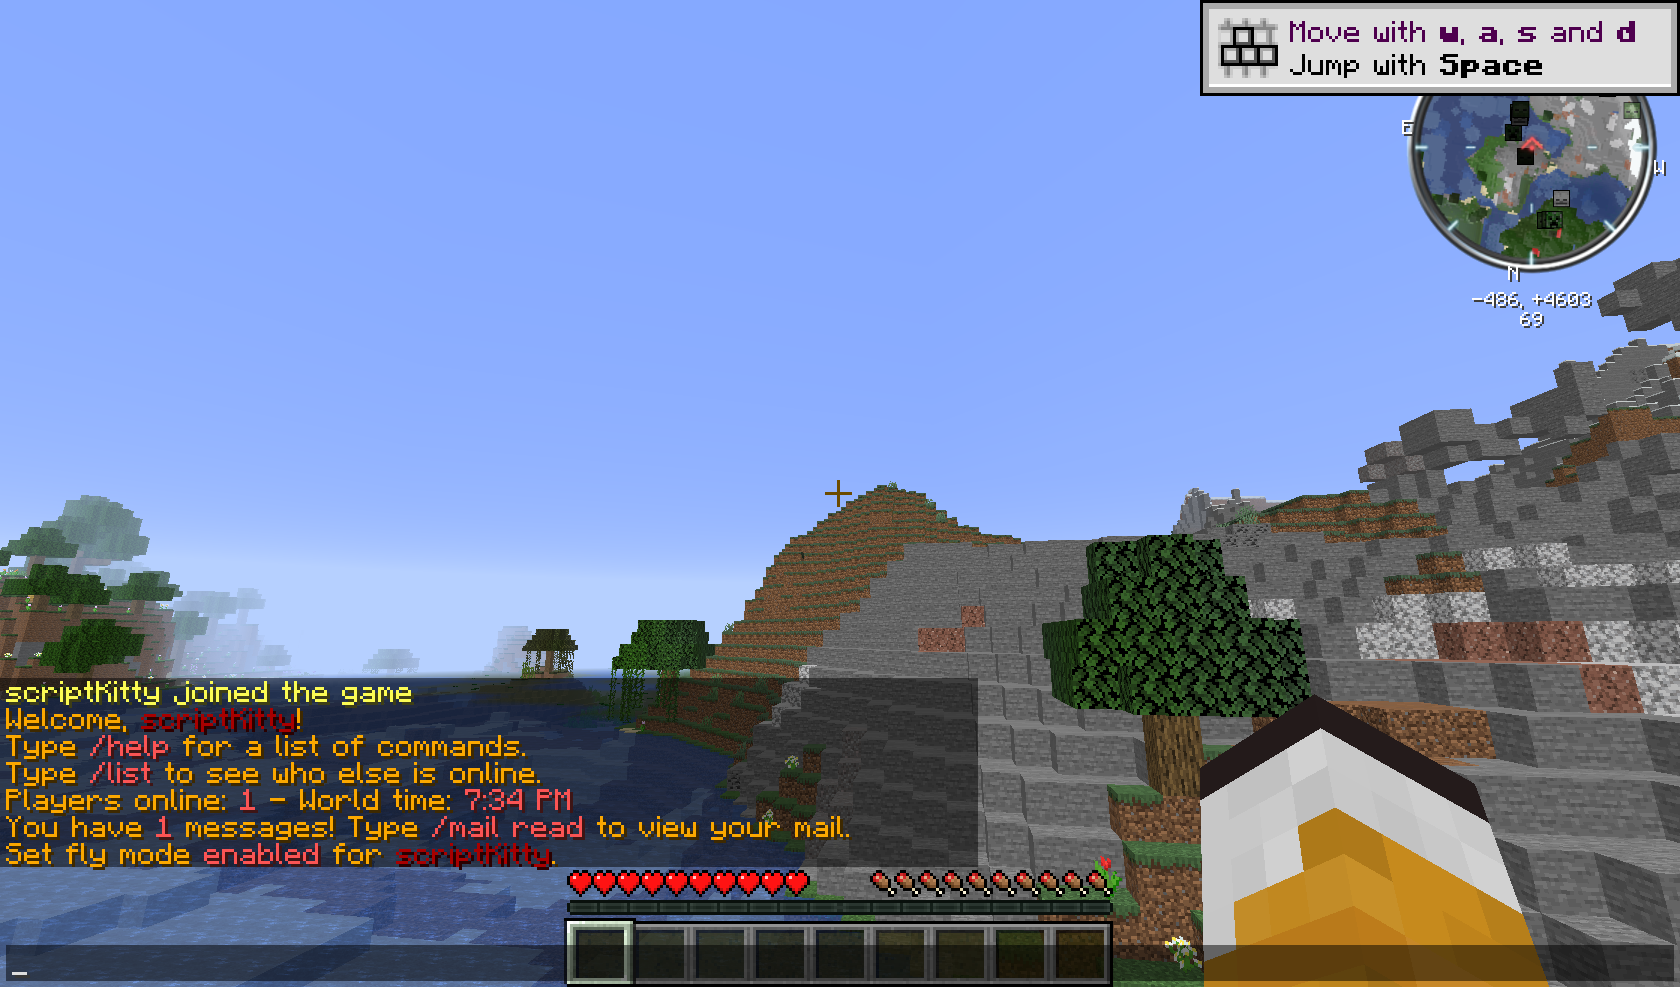 Move with w, a, s and d
Jump with Space
E
W
N
-486, +4603
69
scriptKitty joined the game
Welcome, scriptKitty!
Type /help for a list of commands.
Type /list to see who else is online.
Players online: 1 - World time: 7:34 PM
You have 1 messages! Type /mail read to view your mail.
Set fly mode enabled for scriptKitty.
_